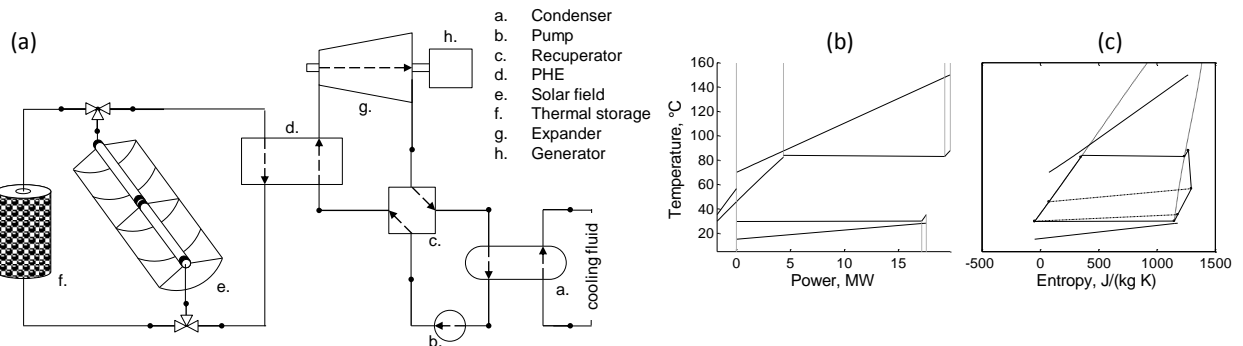 (a)
a. Condenser
b. Pump
c. Recuperator
d. PHE
e. Solar field
f. Thermal storage
g. Expander
h. Generator
h.
g.
d.
c.
a.
b.
e.
f.
cooling fluid
(b)
Temperature, °C
160
140
120
100
80
60
40
20
0
5
10
15
Power, MW
(c)
-500
0
500
1000
1500
Entropy, J/(kg K)